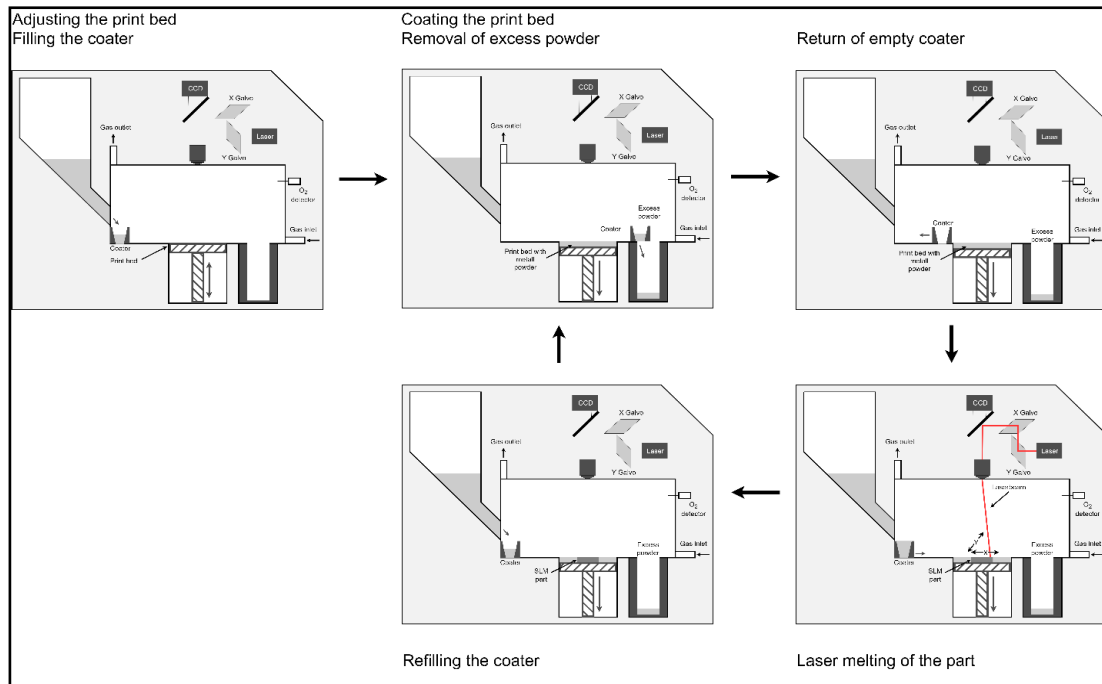 Adjusting the print bed
Filling the coater
CCD
X Galvo
Gas outlet
Laser
Y Galvo
O2
detector
Gas inlet
Coater
Print bed
Coating the print bed
Removal of excess powder
CCD
X Galvo
Gas outlet
Laser
Y Galvo
O2
detector
Excess
powder
Coater
Gas inlet
Print bed with
metall
powder
Return of empty coater
CCD
X Galvo
Gas outlet
Laser
Y Galvo
O2
detector
Coater
Excess
powder
Gas inlet
Print bed with
metall powder
CCD
X Galvo
Gas outlet
Laser
Y Galvo
O2
detector
Excess
powder
Gas inlet
Coater
SLM
part
Refilling the coater
CCD
X Galvo
Gas outlet
Laser
Y Galvo
Laserbeam
O2
detector
Y
X
Excess
powder
Gas inlet
Coater
SLM
part
Laser melting of the part